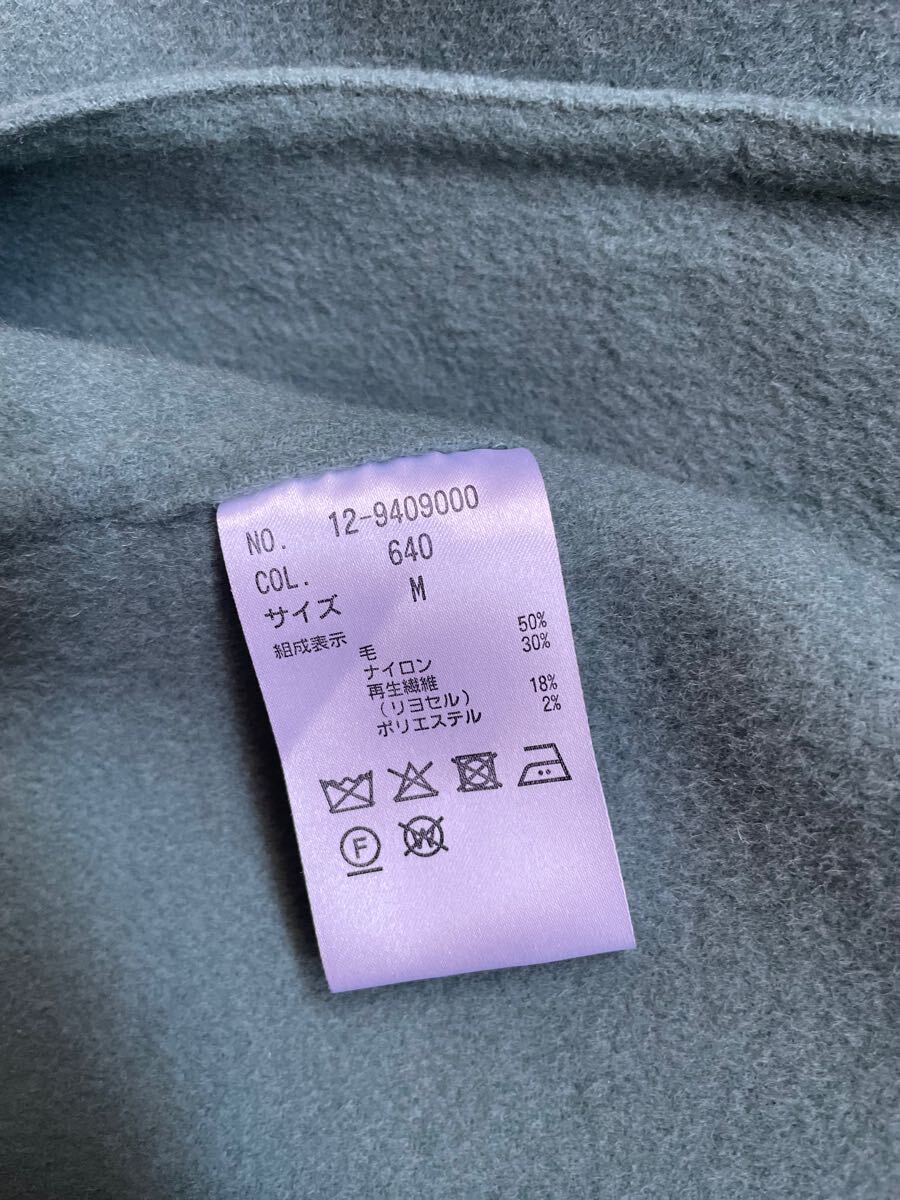 NO. 12-9409000
COL. 640
サイズ M
組成表示
毛 50%
ナイロン 30%
再生繊維
(リヨセル) 18%
ポリエステル 2%
F W